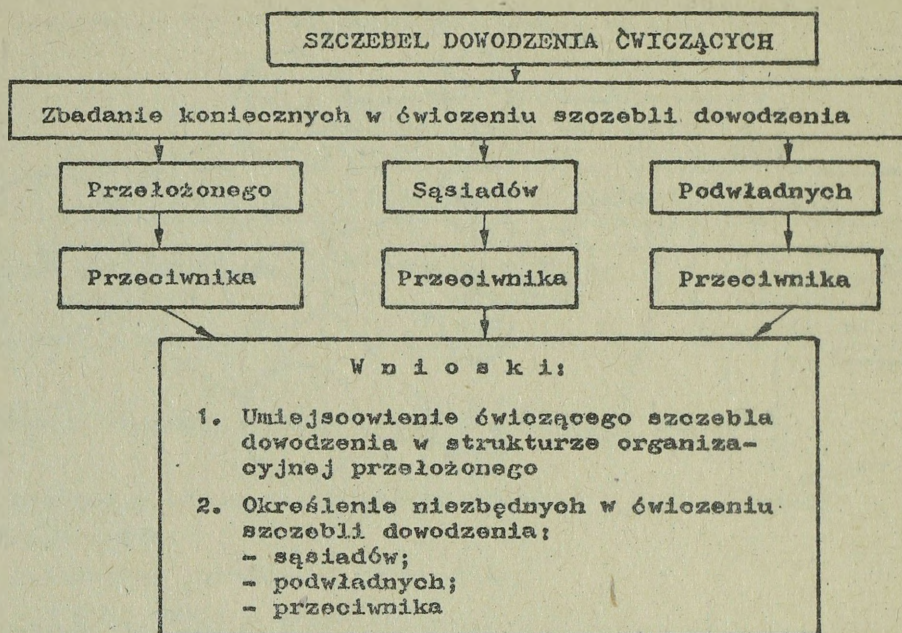 SZCZEBEL DOWODZENIA ĆWICZĄCYCH
Zbadanie koniecznych w ćwiczeniu szczebli dowodzenia
Przełożonego Sąsiadów Podwładnych
Przeciwnika Przeciwnika Przeciwnika
W n i o s k i:
1. Umiejscowienie ćwiczącego szczebla
dowodzenia w strukturze organiza-
cyjnej przełożonego
2. Określenie niezbędnych w ćwiczeniu
szczebli dowodzenia:
- sąsiadów;
- podwładnych;
- przeciwnika